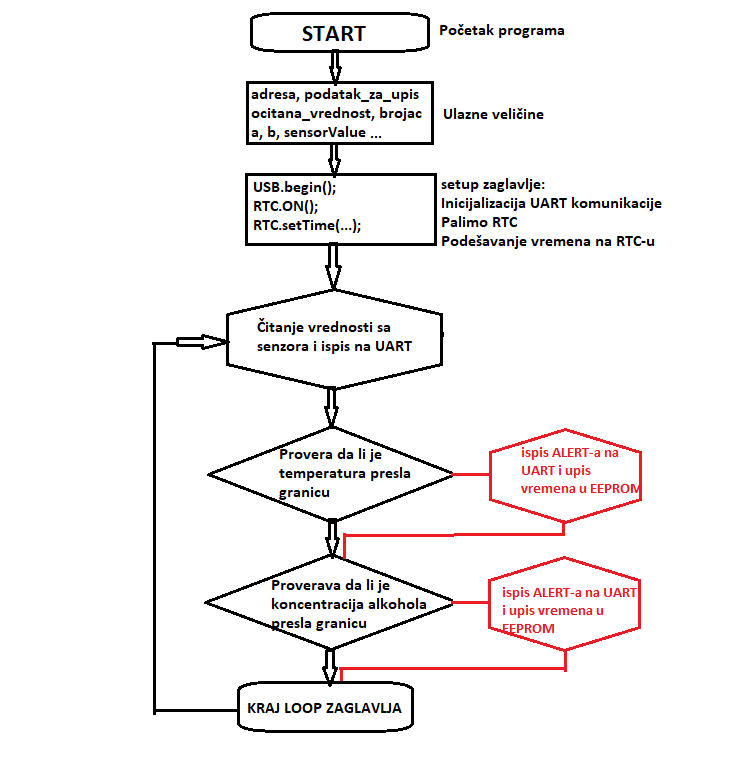 START
Početak programa
adresa, podatak_za_upis
ocitana_vrednost, brojac
a, b, sensorValue ...
Ulazne veličine
USB.begin();
RTC.ON();
RTC.setTime(...);
setup zaglavlje:
Inicijalizacija UART komunikacije
Palimo RTC
Podešavanje vremena na RTC-u
Čitanje vrednosti sa
senzora i ispis na UART
Provera da li je
temperatura presla
granicu
ispis ALERT-a na
UART i upis
vremena u EEPROM
Proverava da li je
koncentracija alkohola
presla granicu
ispis ALERT-a na UART
i upis vremena u
EEPROM
KRAJ LOOP ZAGLAVLJA